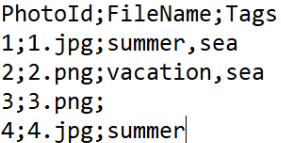 PhotoId;FileName;Tags
1;1.jpg;summer,sea
2;2.png;vacation,sea
3;3.png;
4;4.jpg;summer